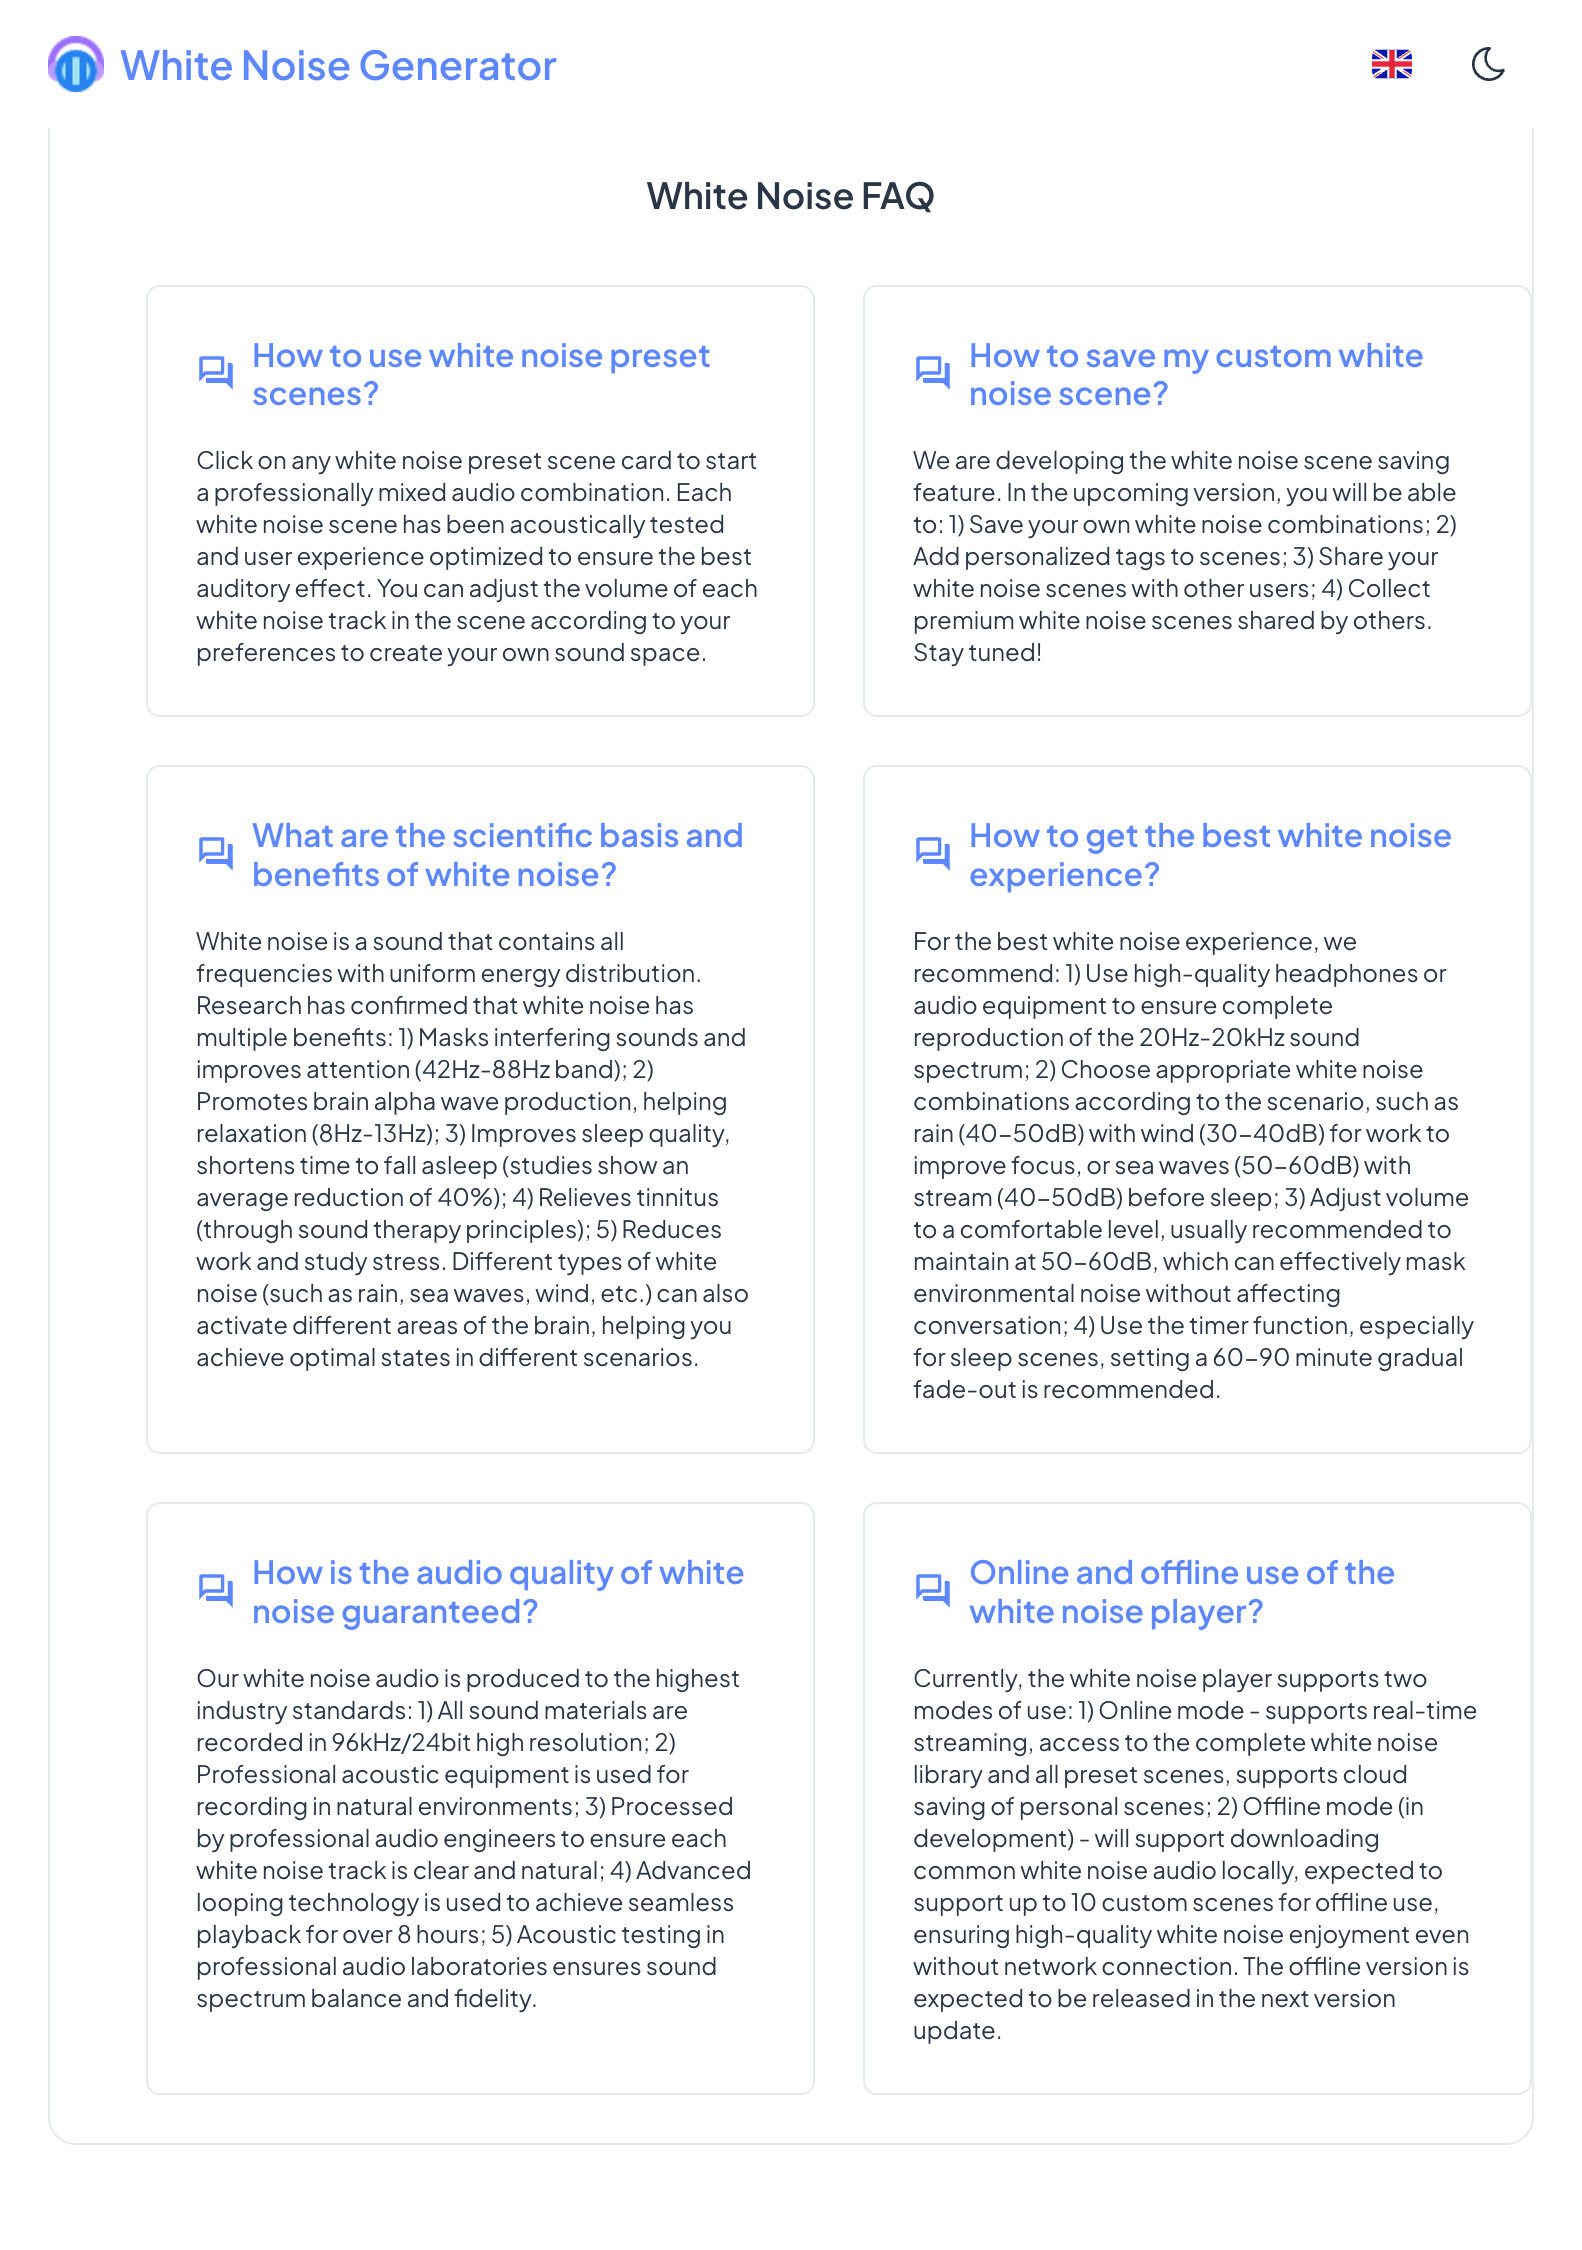 White Noise Generator
White Noise FAQ
How to use white noise preset
scenes?
Click on any white noise preset scene card to start
a professionally mixed audio combination. Each
white noise scene has been acoustically tested
and user experience optimized to ensure the best
auditory effect. You can adjust the volume of each
white noise track in the scene according to your
preferences to create your own sound space.
How to save my custom white
noise scene?
We are developing the white noise scene saving
feature. In the upcoming version, you will be able
to: 1) Save your own white noise combinations; 2)
Add personalized tags to scenes; 3) Share your
white noise scenes with other users; 4) Collect
premium white noise scenes shared by others.
Stay tuned!
What are the scientific basis and
benefits of white noise?
White noise is a sound that contains all
frequencies with uniform energy distribution.
Research has confirmed that white noise has
multiple benefits: 1) Masks interfering sounds and
improves attention (42Hz-88Hz band); 2)
Promotes brain alpha wave production, helping
relaxation (8Hz-13Hz); 3) Improves sleep quality,
shortens time to fall asleep (studies show an
average reduction of 40%); 4) Relieves tinnitus
(through sound therapy principles); 5) Reduces
work and study stress. Different types of white
noise (such as rain, sea waves, wind, etc.) can also
activate different areas of the brain, helping you
achieve optimal states in different scenarios.
How to get the best white noise
experience?
For the best white noise experience, we
recommend: 1) Use high-quality headphones or
audio equipment to ensure complete
reproduction of the 20Hz-20kHz sound
spectrum; 2) Choose appropriate white noise
combinations according to the scenario, such as
rain (40-50dB) with wind (30-40dB) for work to
improve focus, or sea waves (50-60dB) with
stream (40-50dB) before sleep; 3) Adjust volume
to a comfortable level, usually recommended to
maintain at 50-60dB, which can effectively mask
environmental noise without affecting
conversation; 4) Use the timer function, especially
for sleep scenes, setting a 60-90 minute gradual
fade-out is recommended.
How is the audio quality of white
noise guaranteed?
Our white noise audio is produced to the highest
industry standards: 1) All sound materials are
recorded in 96kHz/24bit high resolution; 2)
Professional acoustic equipment is used for
recording in natural environments; 3) Processed
by professional audio engineers to ensure each
white noise track is clear and natural; 4) Advanced
looping technology is used to achieve seamless
playback for over 8 hours; 5) Acoustic testing in
professional audio laboratories ensures sound
spectrum balance and fidelity.
Online and offline use of the
white noise player?
Currently, the white noise player supports two
modes of use: 1) Online mode - supports real-time
streaming, access to the complete white noise
library and all preset scenes, supports cloud
saving of personal scenes; 2) Offline mode (in
development) - will support downloading
common white noise audio locally, expected to
support up to 10 custom scenes for offline use,
ensuring high-quality white noise enjoyment even
without network connection. The offline version is
expected to be released in the next version
update.